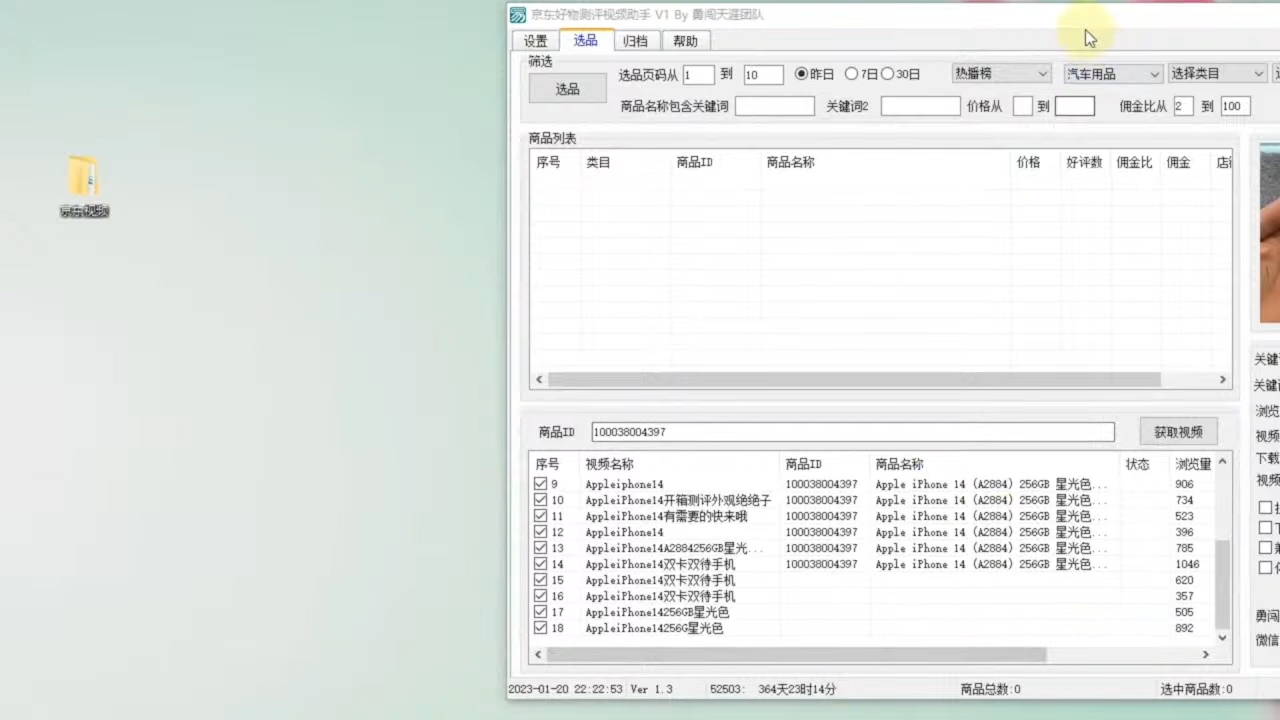 京东好物测评视频助手 V1 By 勇闯天涯团队
设置 选品 归档 帮助
筛选
选品 选品页码从 1 到 10 昨日 7日 30日 热播榜 汽车用品 选择类目
商品名称包含关键词 关键词2 价格从 到 佣金比从 2 到 100
京东视频
商品列表
序号 类目 商品ID 商品名称 价格 好评数 佣金比 佣金
关键
关键
浏览
视频
下载
视频
商品ID 100038004397 获取视频
序号 视频名称 商品ID 商品名称 状态 浏览量
9 Appleiphone14 100038004397 Apple iPhone 14 (A2884) 256GB 星光色... 906
10 AppleiPhone14开箱测评外观绝绝子 100038004397 Apple iPhone 14 (A2884) 256GB 星光色... 734
11 AppleiPhone14有需要的快来哦 100038004397 Apple iPhone 14 (A2884) 256GB 星光色... 523
12 AppleiPhone14 100038004397 Apple iPhone 14 (A2884) 256GB 星光色... 396
13 AppleiPhone14A2884256GB星光... 100038004397 Apple iPhone 14 (A2884) 256GB 星光色... 785
14 AppleiPhone14双卡双待手机 100038004397 Apple iPhone 14 (A2884) 256GB 星光色... 1046
15 AppleiPhone14双卡双待手机 620
16 AppleiPhone14双卡双待手机 357
17 AppleiPhone14256GB星光色 505
18 AppleiPhone14256G星光色 892
勇闯
微信
2023-01-20 22:22:53 Ver 1.3 52503: 364天23时14分 商品总数:0 选中商品数:0